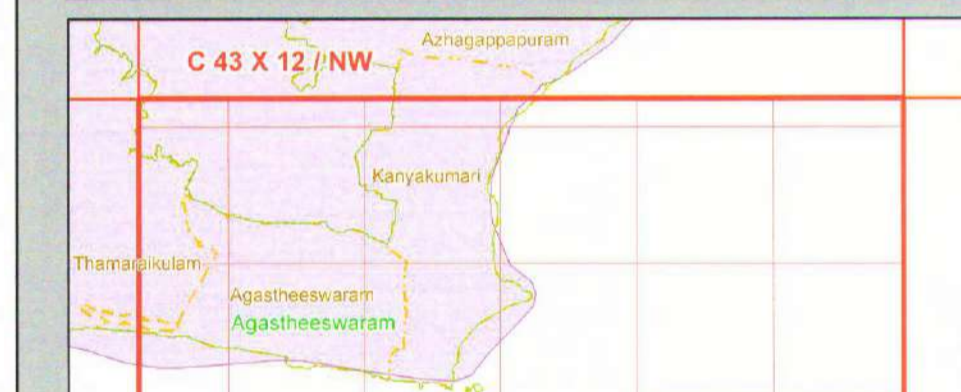 Azhagappapuram
C 43 X 12 / NW
Kanyakumari
Thamaraikulam
Agastheeswaram
Agastheeswaram